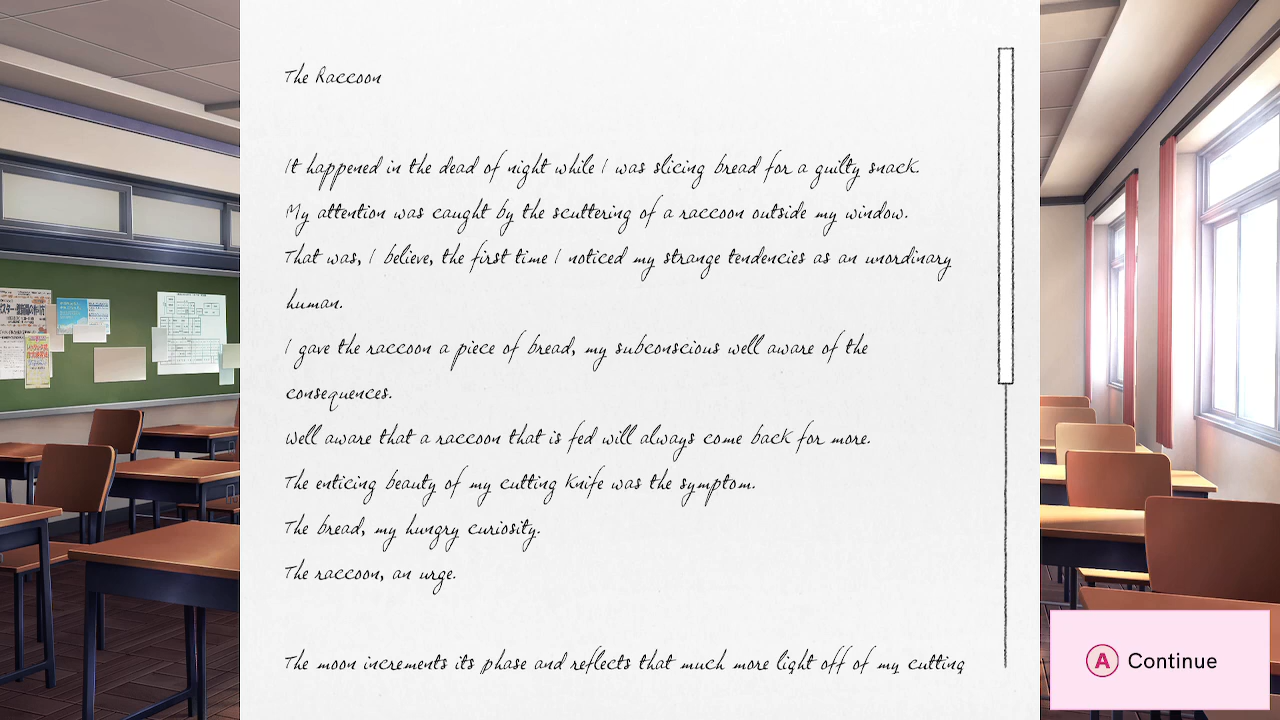 The Raccoon
It happened in the dead of night while I was slicing bread for a guilty snack.
My attention was caught by the scuttering of a raccoon outside my window.
That was, I believe, the first time I noticed my strange tendencies as an unordinary
human.
I gave the raccoon a piece of bread, my subconscious well aware of the
consequences.
Well aware that a raccoon that is fed will always come back for more.
The enticing beauty of my cutting knife was the symptom.
The bread, my hungry curiosity.
The raccoon, an urge.
The moon increments its phase and reflects that much more light off of my cutting
A Continue